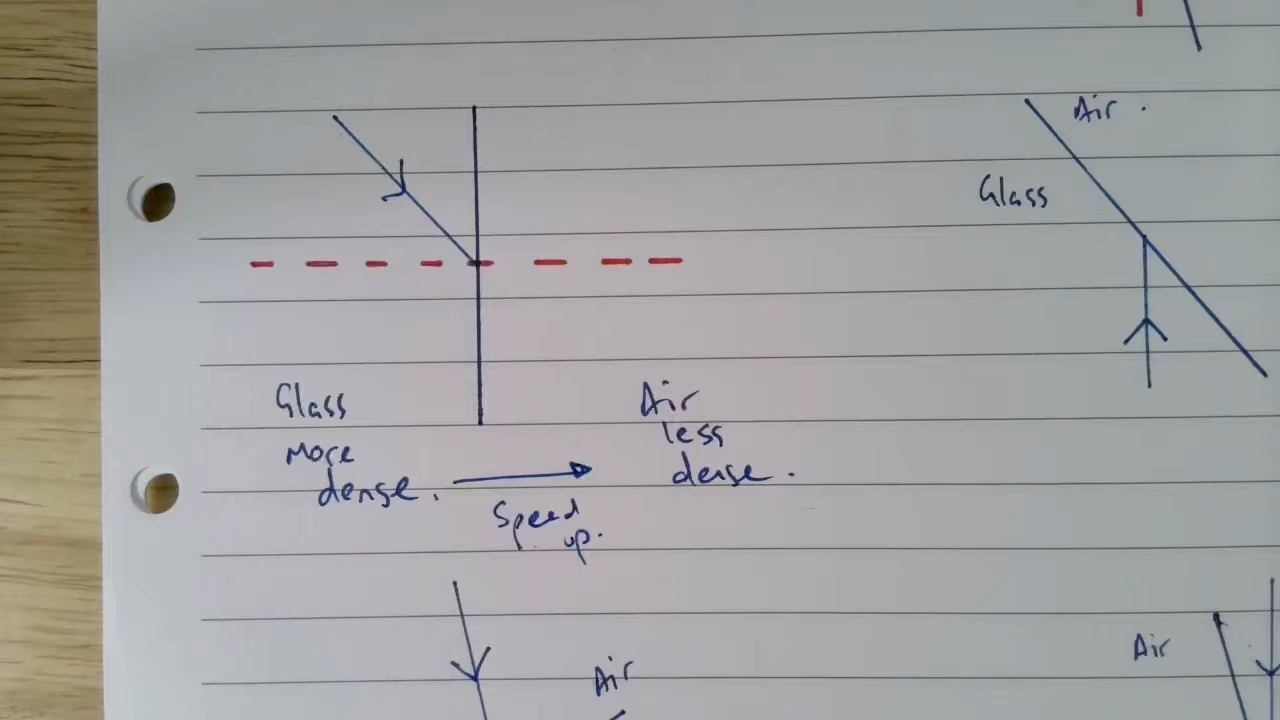 Air.
Glass
Glass
more
dense.
Air
less
dense.
Speed
up.
Air
Air